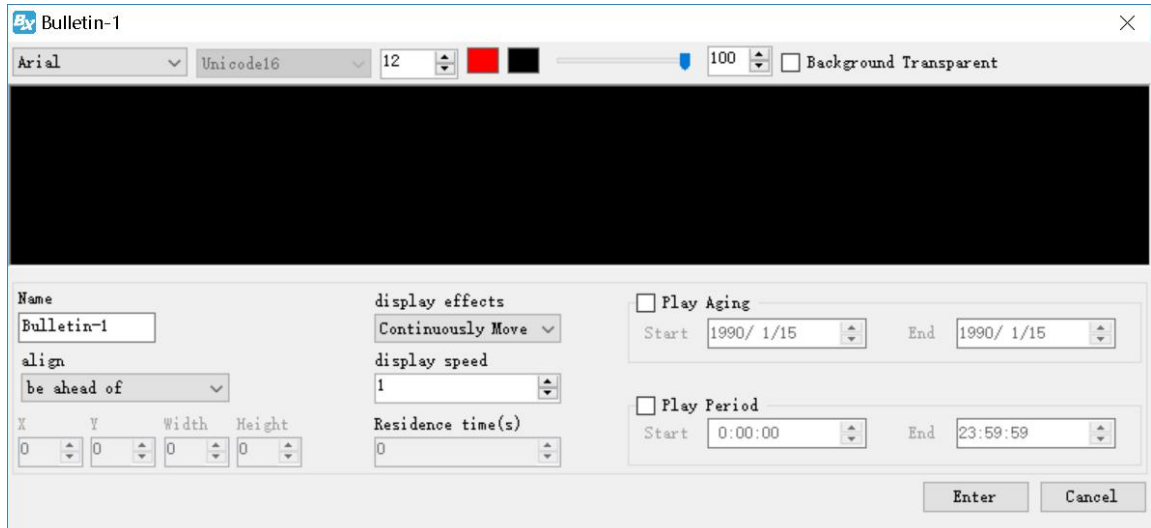 BX Bulletin-1
Arial Unicode16 12 100 Background Transparent
Name
Bulletin-1
align
be ahead of
X Y Width Height
0 0 0 0
display effects
Continuously Move
display speed
1
Residence time(s)
0
Play Aging
Start 1990/ 1/15 End 1990/ 1/15
Play Period
Start 0:00:00 End 23:59:59
Enter Cancel